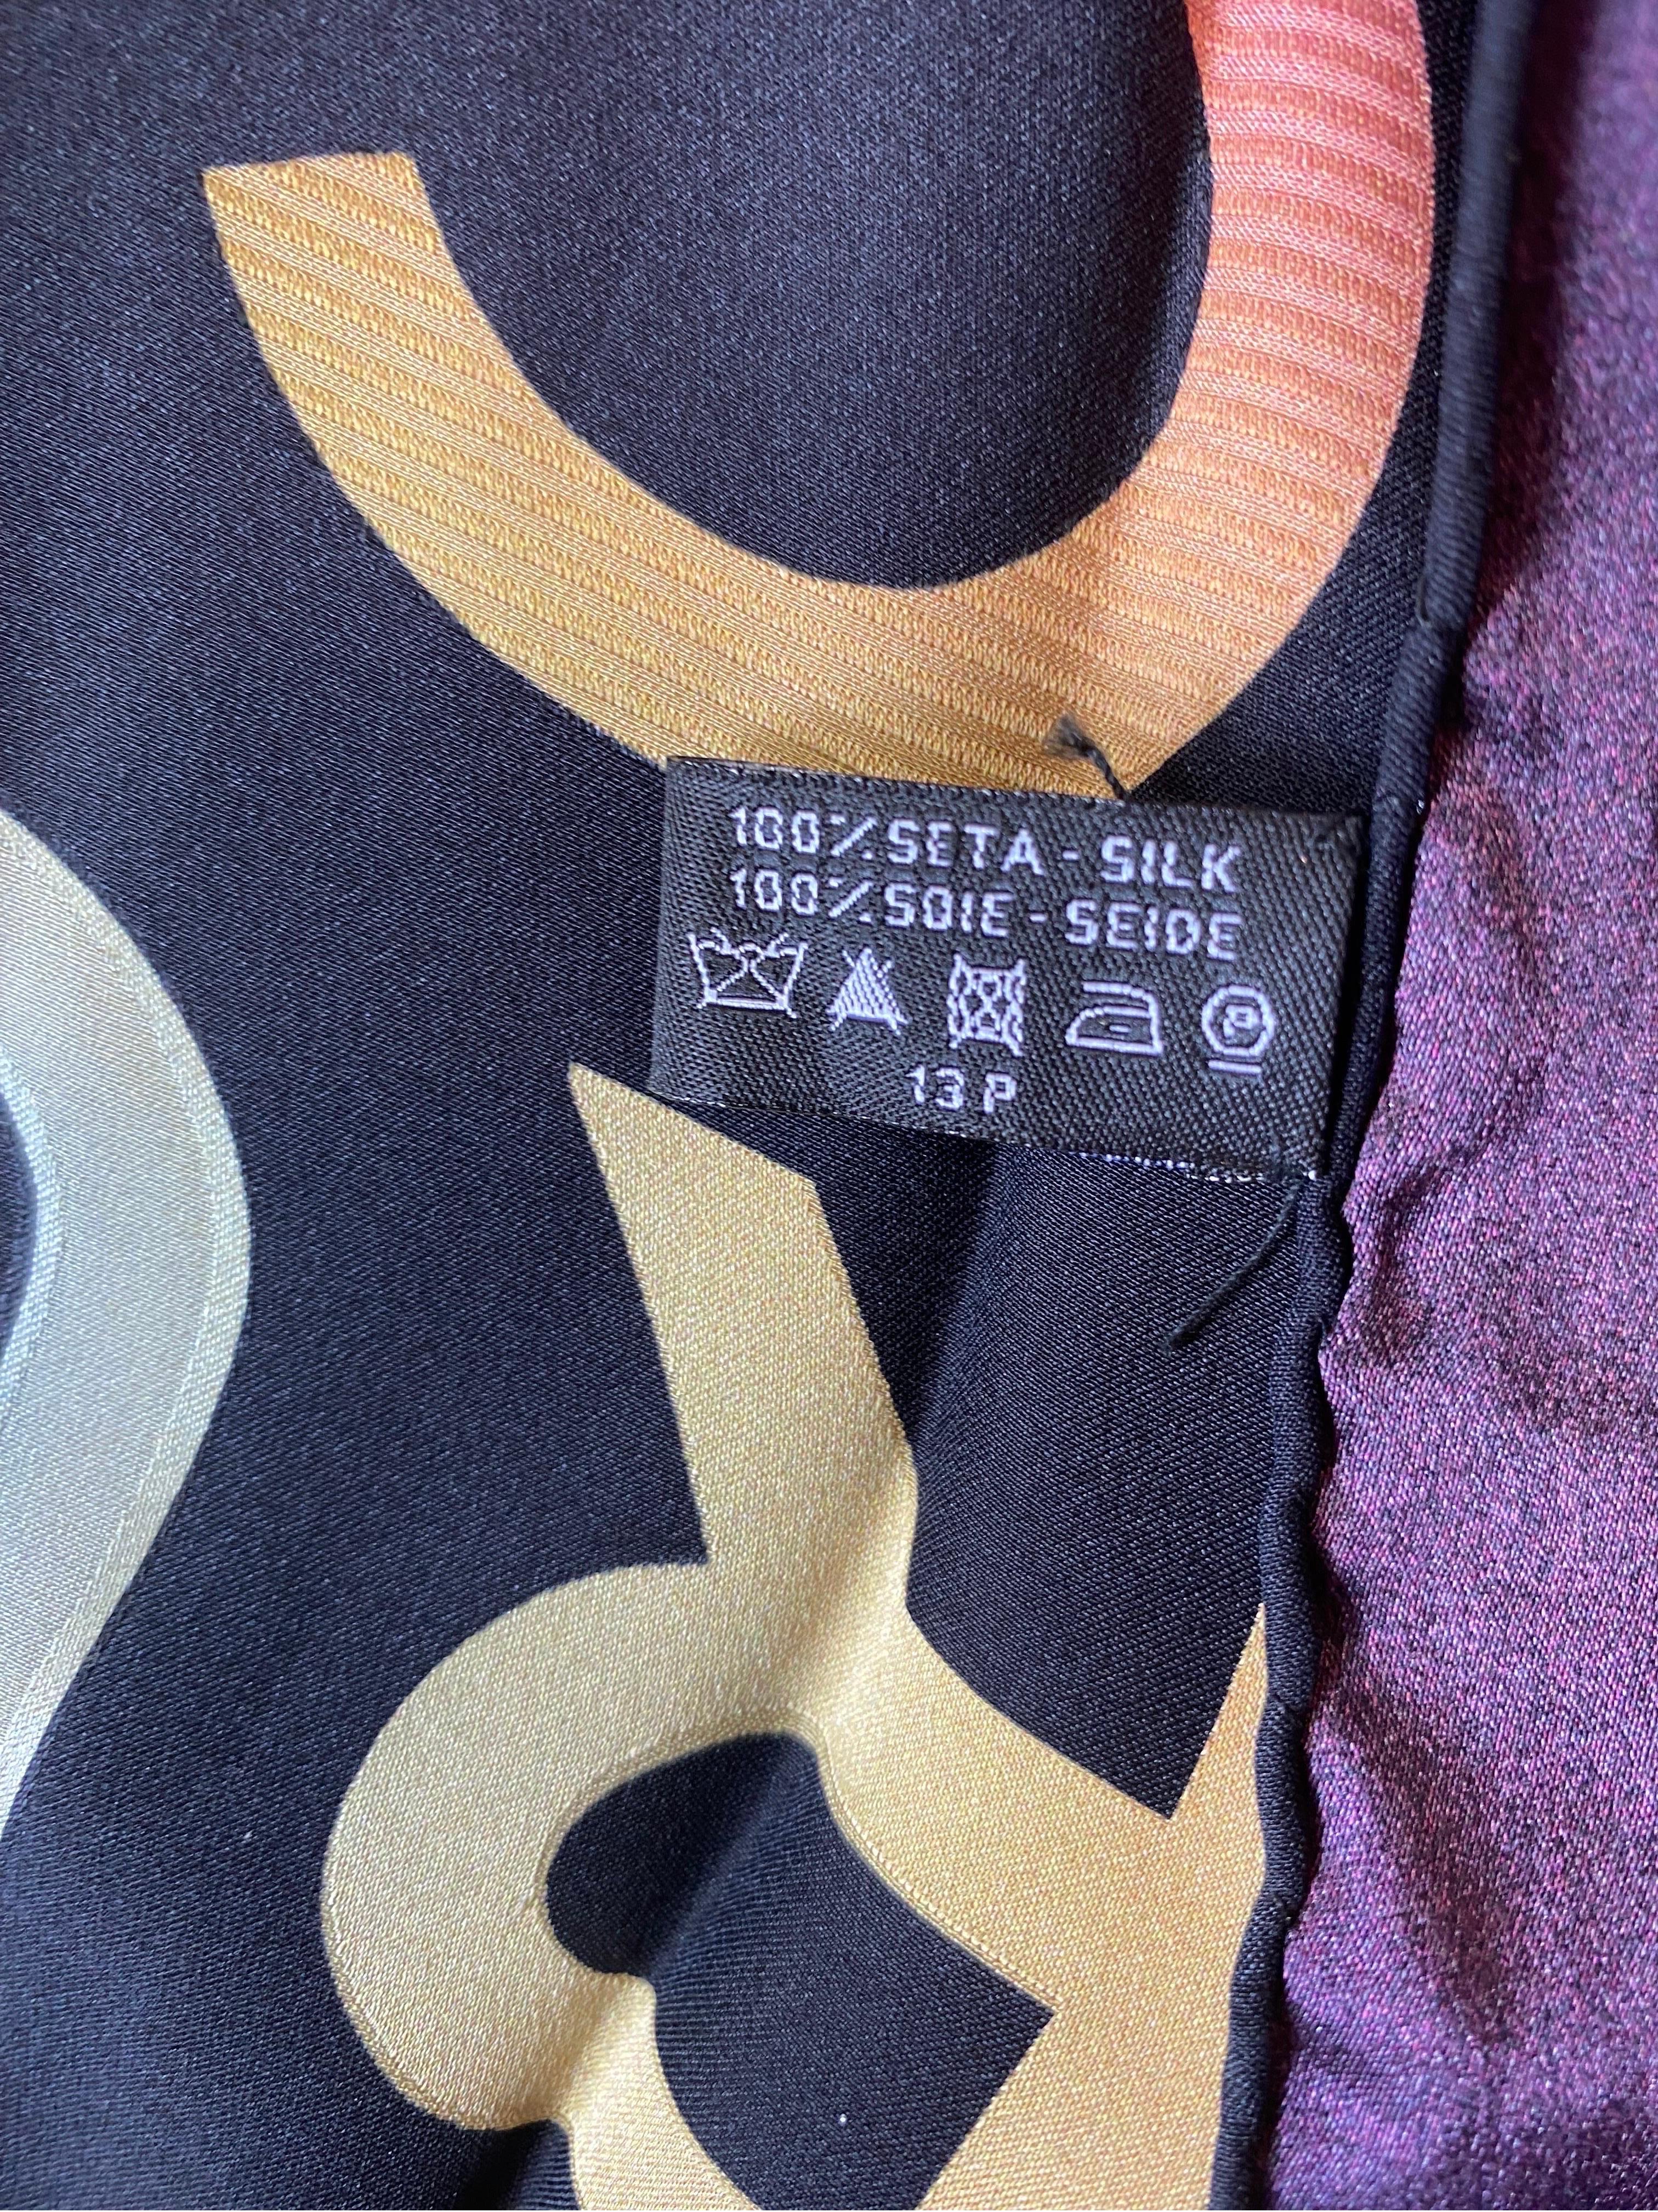 100% SETA - SILK
100% SOIE - SEIDE
P
13 P